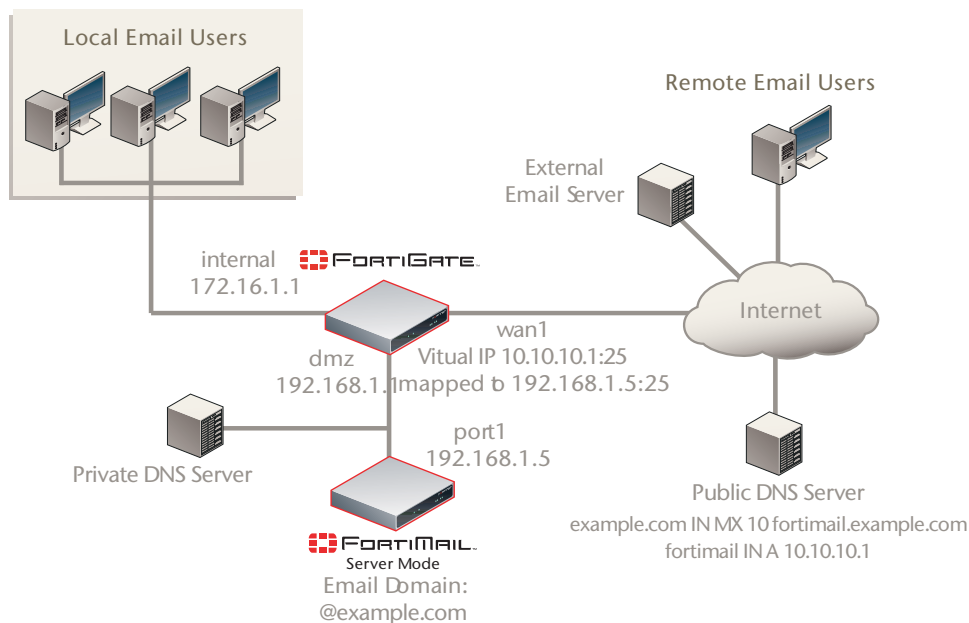 Local Email Users
Remote Email Users
External
Email Server
internal
172.16.1.1
FORTIGATE
Internet
wan1
Vitual IP 10.10.10.1:25
mapped to 192.168.1.5:25
dmz
192.168.1.1
port1
192.168.1.5
Private DNS Server
Public DNS Server
example.com IN MX 10 fortimail.example.com
fortimail IN A 10.10.10.1
FORTIMAIL
Server Mode
Email Domain:
@example.com